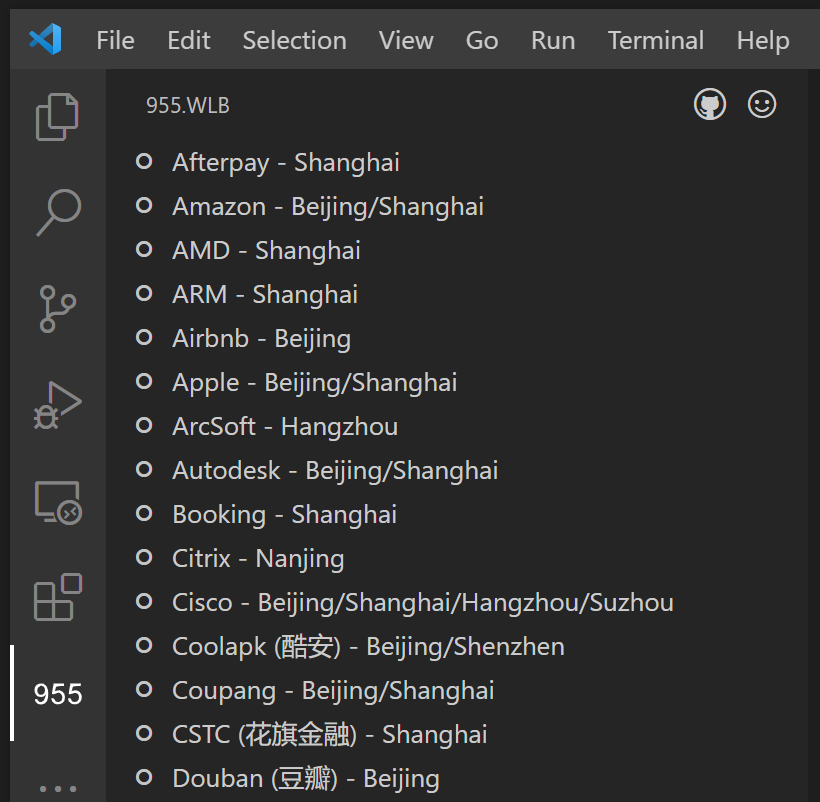 File Edit Selection View Go Run Terminal Help
955.WLB
Afterpay - Shanghai
Amazon - Beijing/Shanghai
AMD - Shanghai
ARM - Shanghai
Airbnb - Beijing
Apple - Beijing/Shanghai
ArcSoft - Hangzhou
Autodesk - Beijing/Shanghai
Booking - Shanghai
Citrix - Nanjing
Cisco - Beijing/Shanghai/Hangzhou/Suzhou
Coolapk (酷安) - Beijing/Shenzhen
Coupang - Beijing/Shanghai
955
CSTC (花旗金融) - Shanghai
Douban (豆瓣) - Beijing